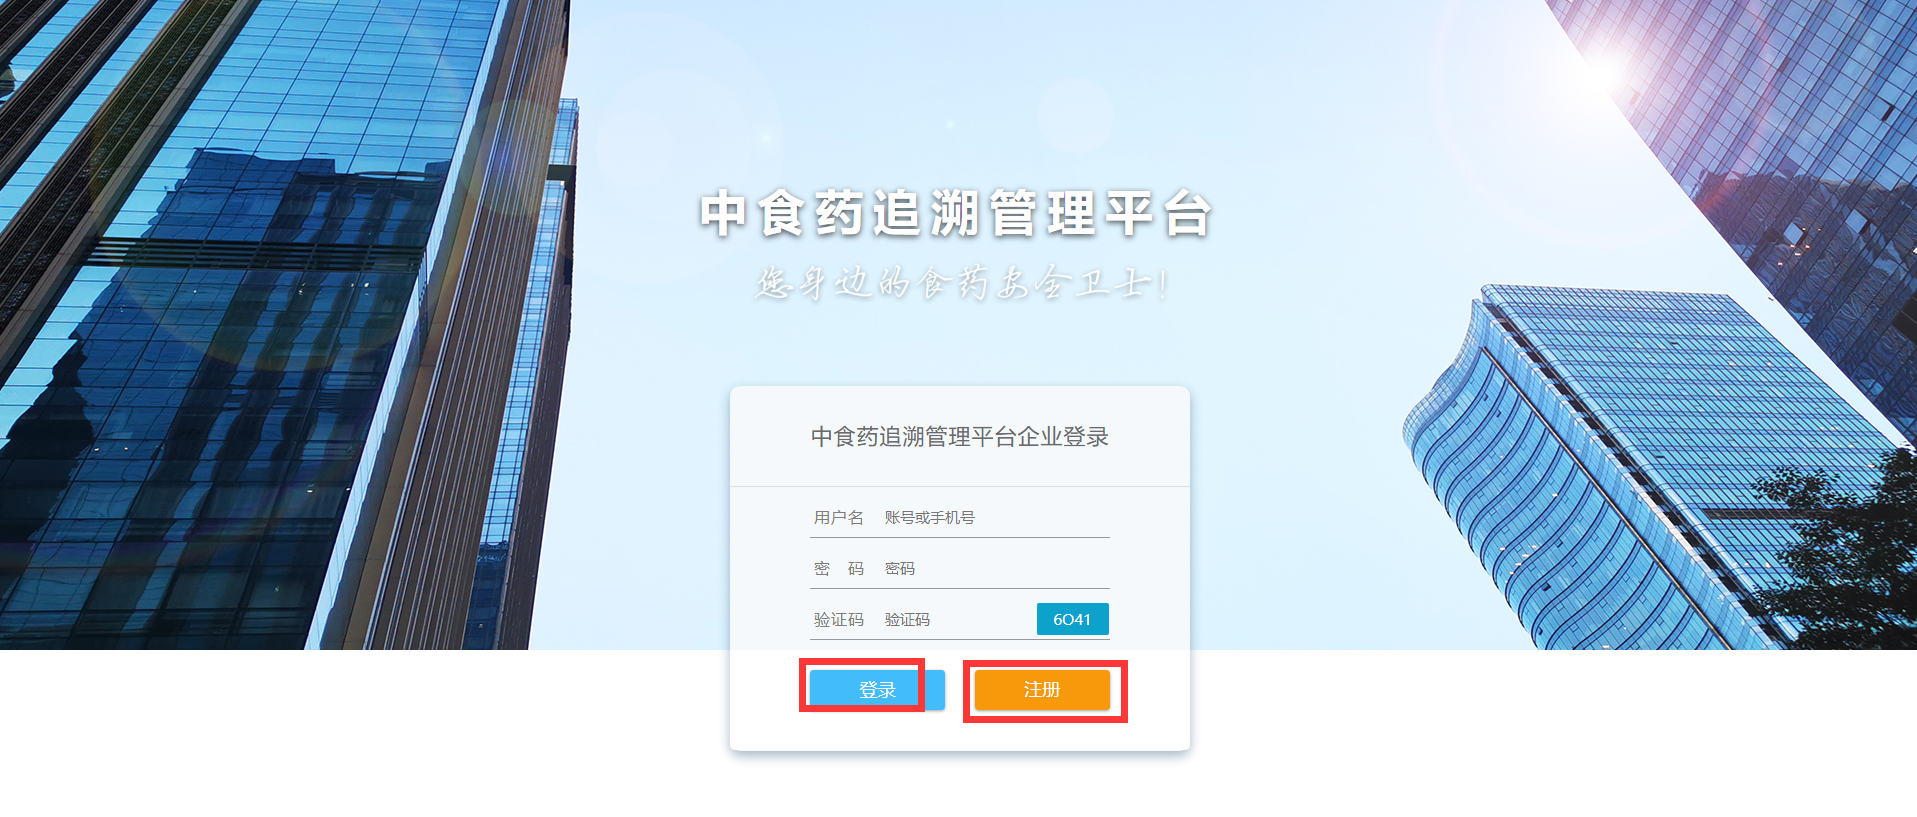 中食药追溯管理平台
您身边的食药安全卫士！
中食药追溯管理平台企业登录
用户名 账号或手机号
密 码 密码
验证码 验证码 6O41
登录 注册